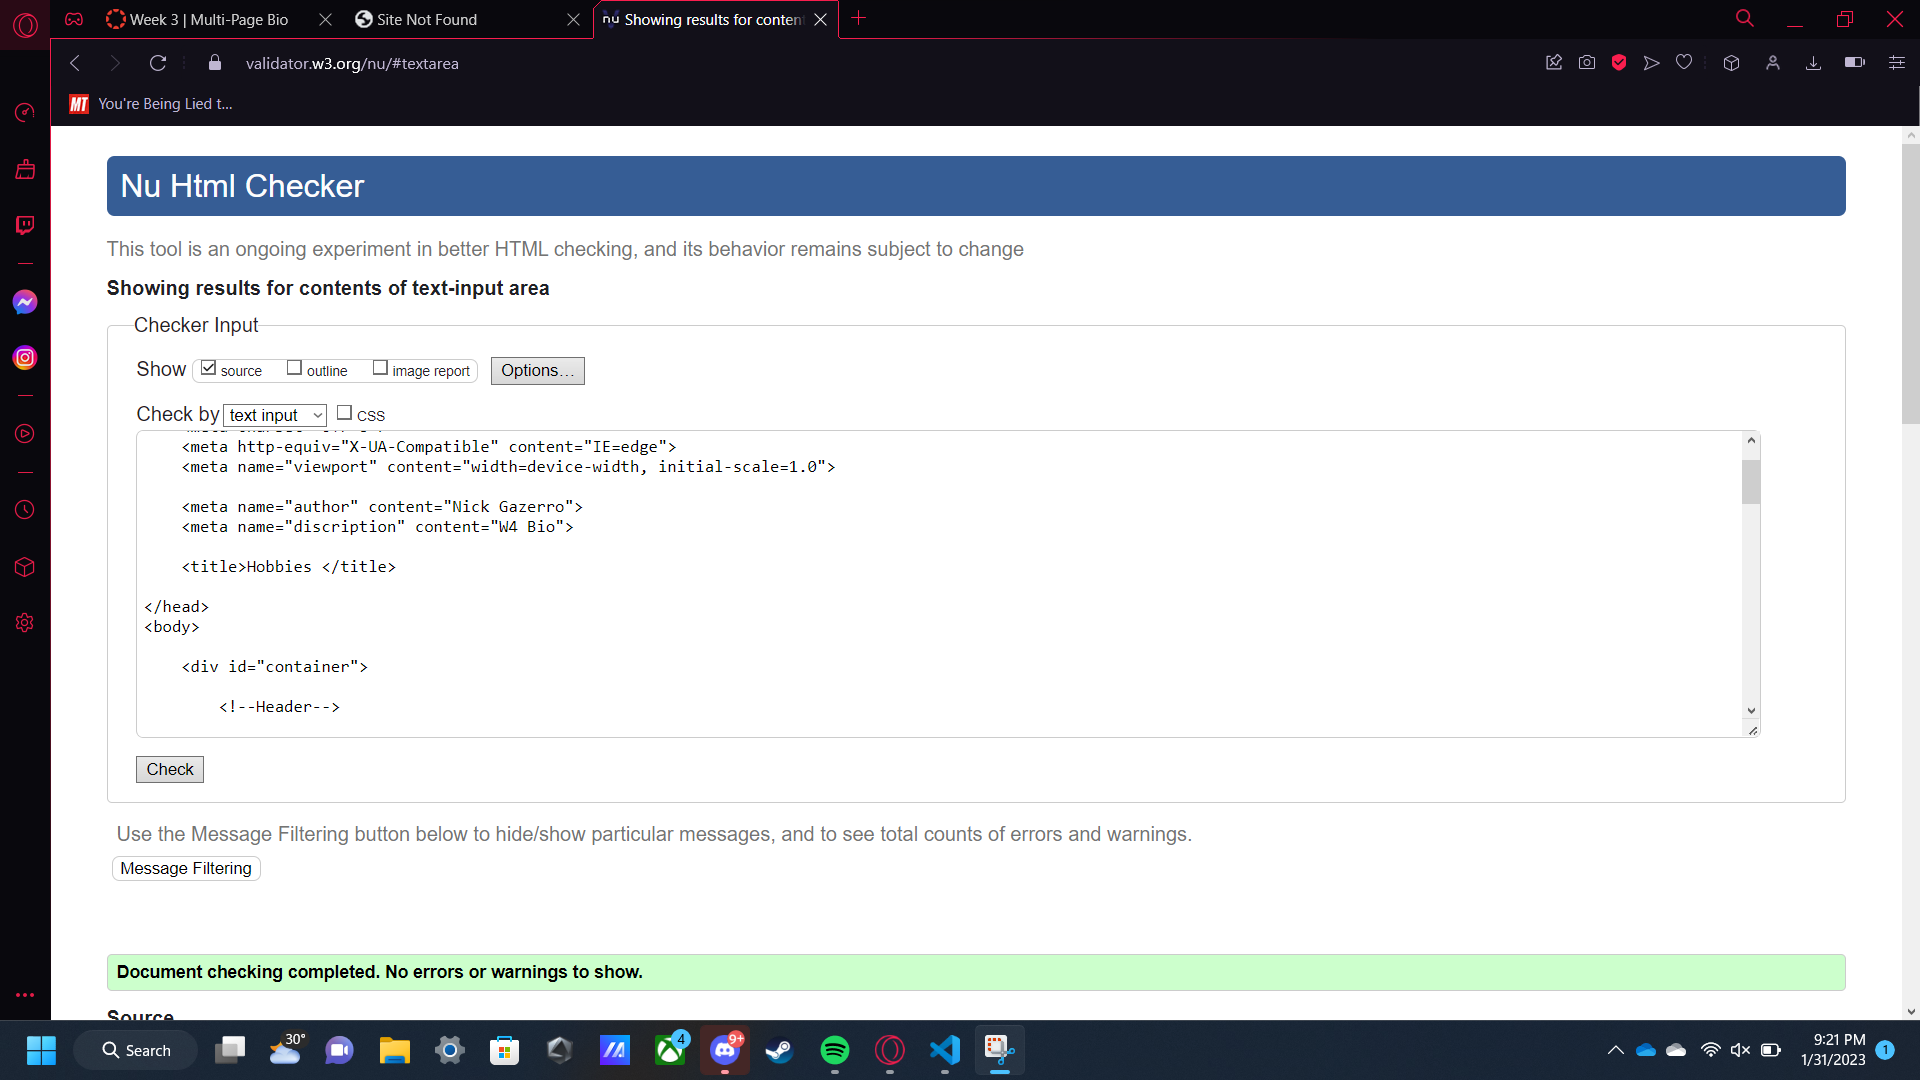 Week 3 | Multi-Page Bio
Site Not Found
Showing results for conten
validator.w3.org/nu/#textarea
MT You're Being Lied t...
Nu Html Checker
This tool is an ongoing experiment in better HTML checking, and its behavior remains subject to change
Showing results for contents of text-input area
Checker Input
Show source outline image report Options...
Check by text input CSS
<meta http-equiv="X-UA-Compatible" content="IE=edge">
<meta name="viewport" content="width=device-width, initial-scale=1.0">
<meta name="author" content="Nick Gazerro">
<meta name="discription" content="W4 Bio">
<title>Hobbies </title>
</head>
<body>
<div id="container">
<!--Header-->
Check
Use the Message Filtering button below to hide/show particular messages, and to see total counts of errors and warnings.
Message Filtering
Document checking completed. No errors or warnings to show.
Source
Search
30°
4
9+
9:21 PM
1/31/2023
1